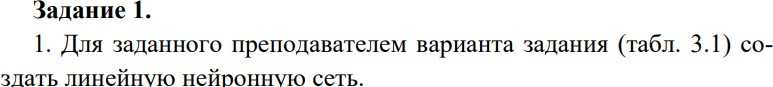 Задание 1.
1. Для заданного преподавателем варианта задания (табл. 3.1) со-
здать линейную нейронную сеть.